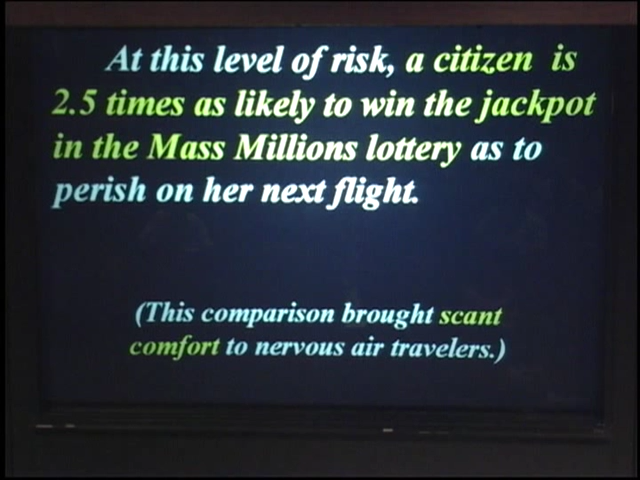 At this level of risk, a citizen is
2.5 times as likely to win the jackpot
in the Mass Millions lottery as to
perish on her next flight.
(This comparison brought scant
comfort to nervous air travelers.)